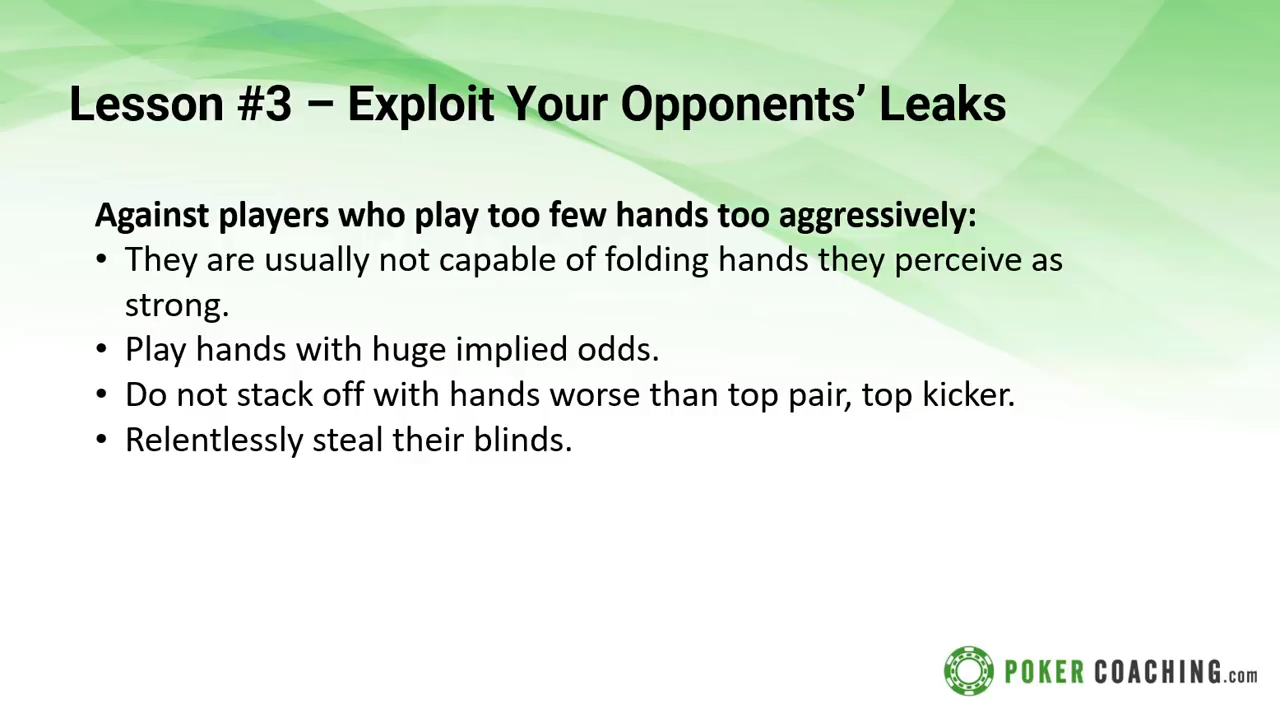 Lesson #3 – Exploit Your Opponents’ Leaks
Against players who play too few hands too aggressively:
• They are usually not capable of folding hands they perceive as
strong.
• Play hands with huge implied odds.
• Do not stack off with hands worse than top pair, top kicker.
• Relentlessly steal their blinds.
POKER COACHING.com